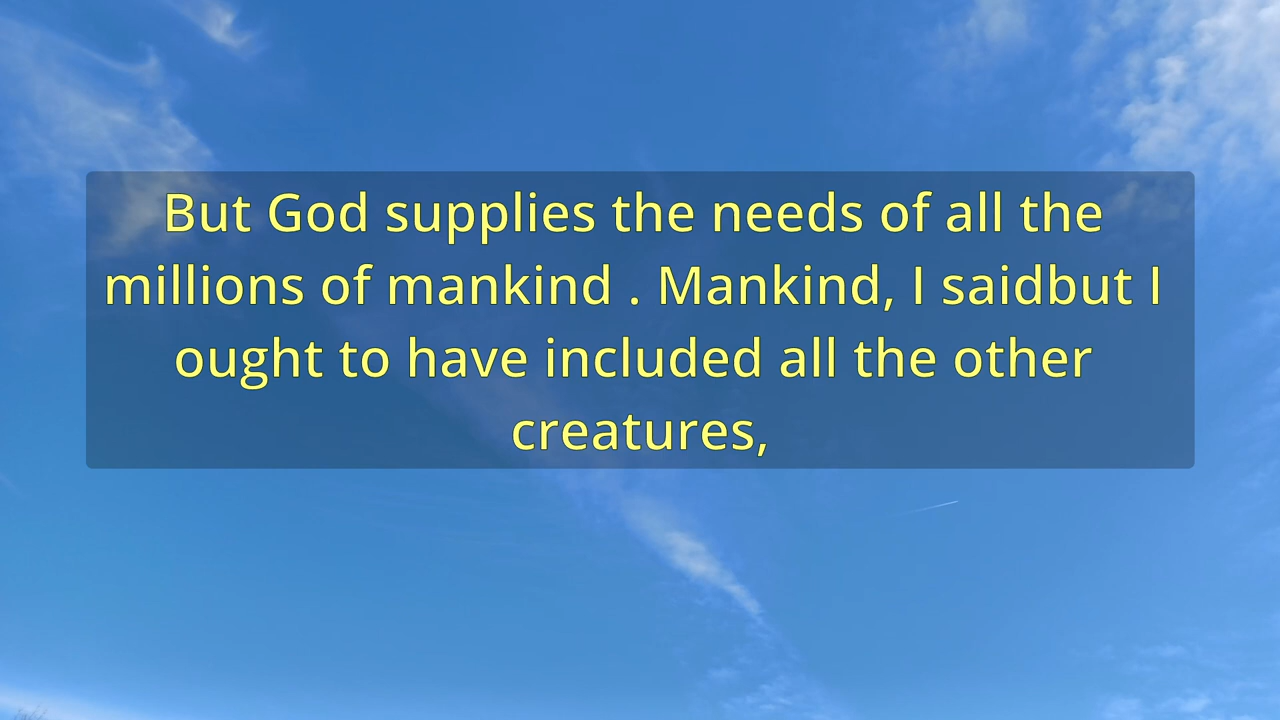 But God supplies the needs of all the
millions of mankind . Mankind, I saidbut I
ought to have included all the other
creatures,